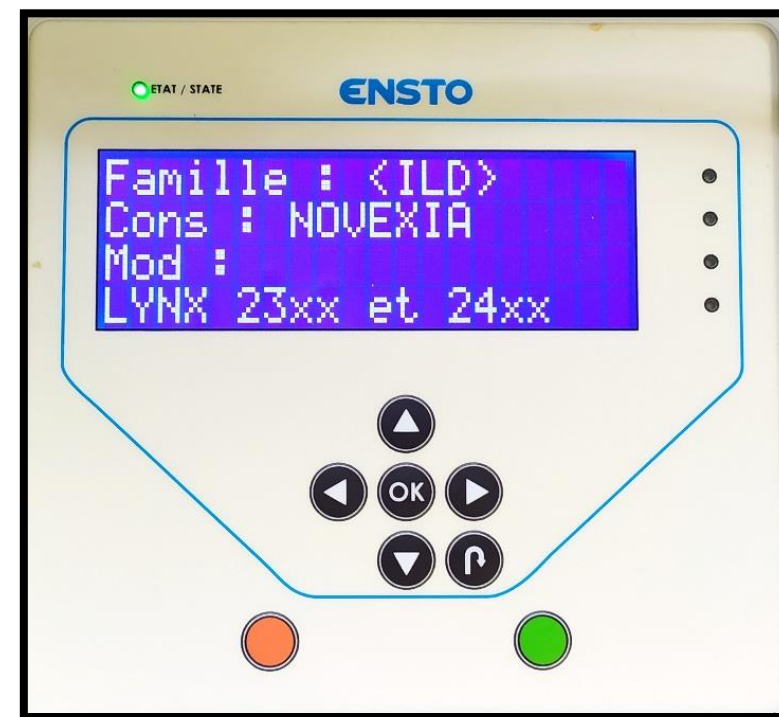 ETAT / STATE
ENSTO
Famille : <ILD>
Cons : NOVEXIA
Mod :
LYNX 23xx et 24xx
OK